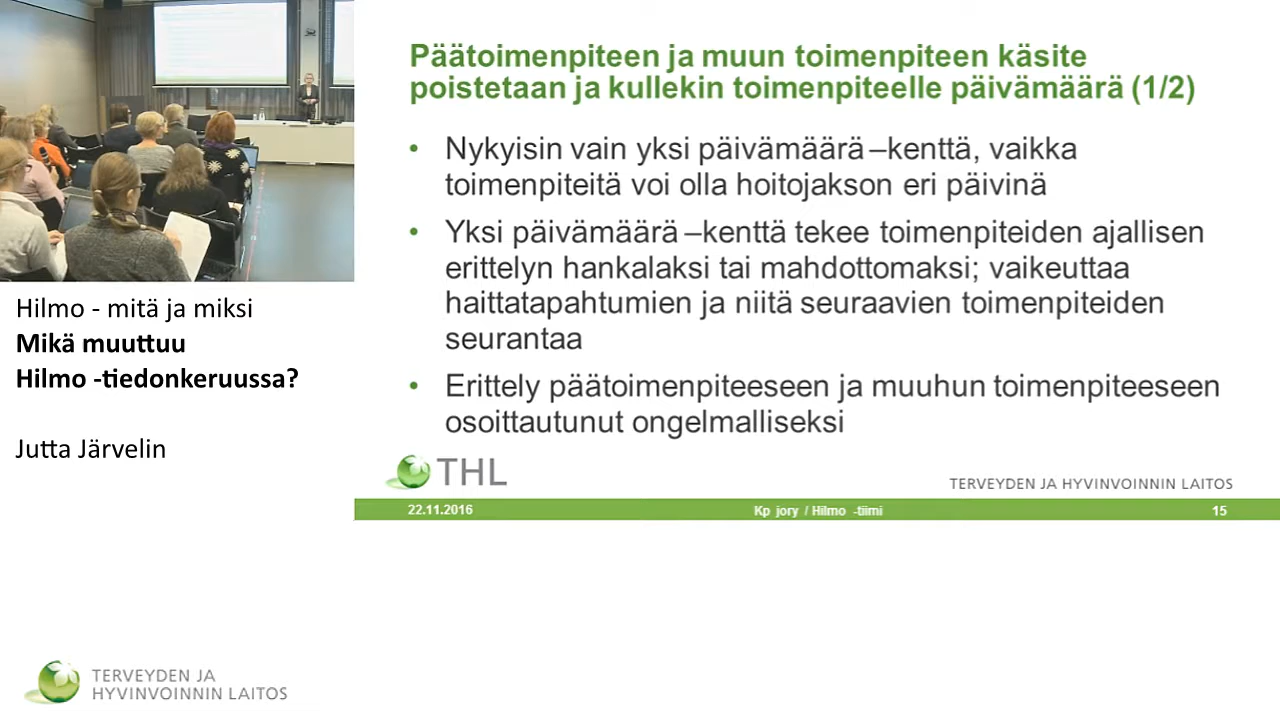 Päätoimenpiteen ja muun toimenpiteen käsite
poistetaan ja kullekin toimenpiteelle päivämäärä (1/2)
• Nykyisin vain yksi päivämäärä –kenttä, vaikka
toimenpiteitä voi olla hoitojakson eri päivinä
• Yksi päivämäärä –kenttä tekee toimenpiteiden ajallisen
erittelyn hankalaksi tai mahdottomaksi; vaikeuttaa
haittatapahtumien ja niitä seuraavien toimenpiteiden
seurantaa
• Erittely päätoimenpiteeseen ja muuhun toimenpiteeseen
osoittautunut ongelmalliseksi
THL
TERVEYDEN JA HYVINVOINNIN LAITOS
22.11.2016 Kp jory / Hilmo -tiimi 15
Hilmo - mitä ja miksi
Mikä muuttuu
Hilmo -tiedonkeruussa?
Jutta Järvelin
TERVEYDEN JA
HYVINVOINNIN LAITOS